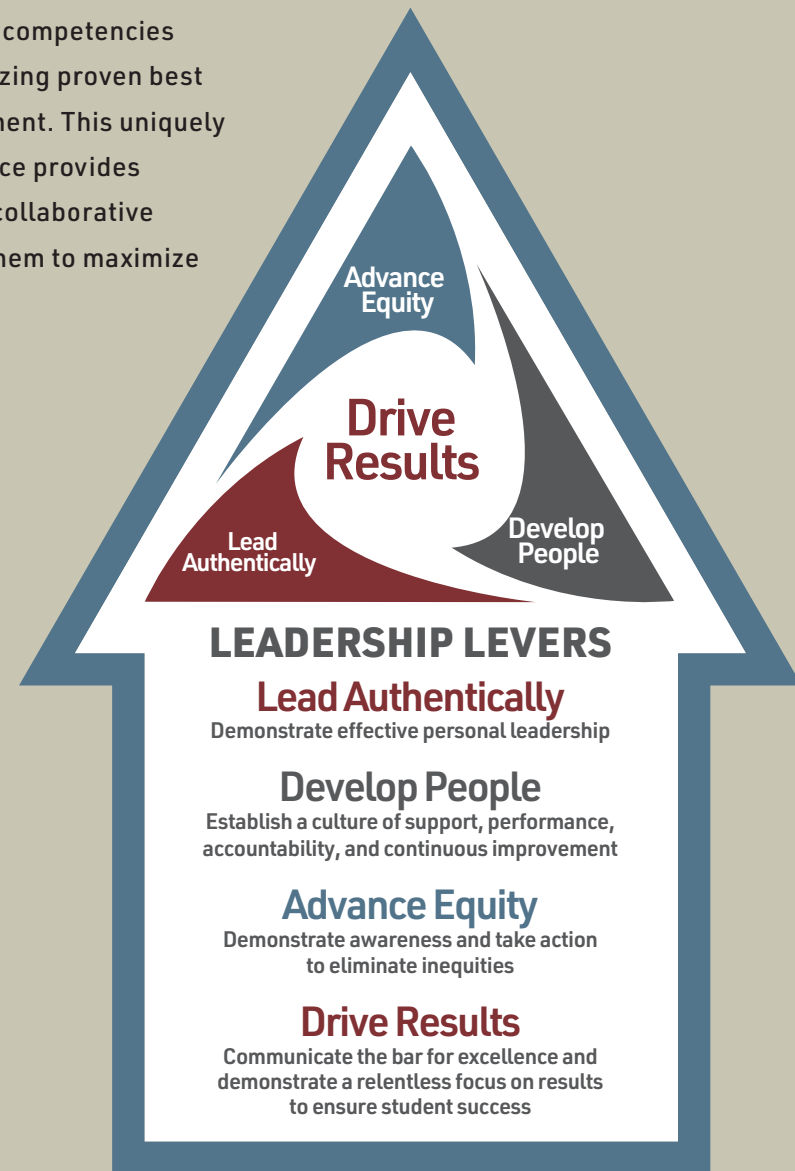 competencies
zing proven best
nent. This uniquely
ce provides
collaborative
hem to maximize
Advance
Equity
Drive
Results
Lead
Authentically
Develop
People
LEADERSHIP LEVERS
Lead Authentically
Demonstrate effective personal leadership
Develop People
Establish a culture of support, performance,
accountability, and continuous improvement
Advance Equity
Demonstrate awareness and take action
to eliminate inequities
Drive Results
Communicate the bar for excellence and
demonstrate a relentless focus on results
to ensure student success